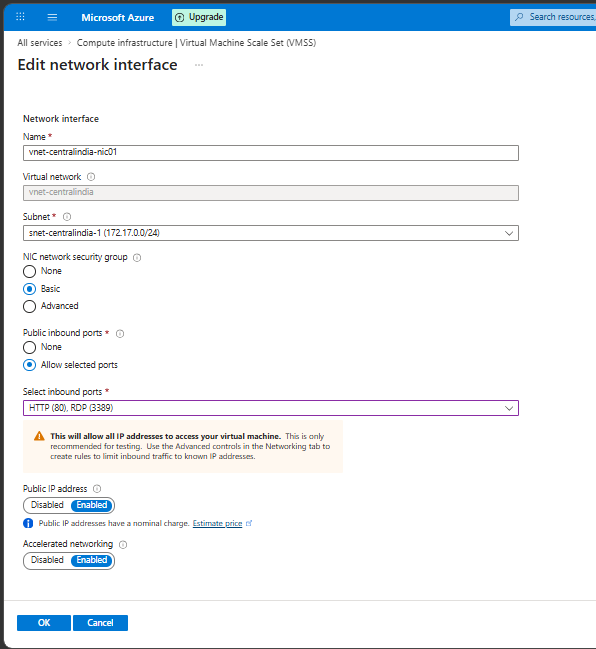 Microsoft Azure
Upgrade
Search resources,
All services › Compute infrastructure | Virtual Machine Scale Set (VMSS)
Edit network interface ...
Network interface
Name *
vnet-centralindia-nic01
Virtual network
vnet-centralindia
Subnet *
snet-centralindia-1 (172.17.0.0/24)
NIC network security group
None
Basic
Advanced
Public inbound ports *
None
Allow selected ports
Select inbound ports *
HTTP (80), RDP (3389)
This will allow all IP addresses to access your virtual machine. This is only
recommended for testing. Use the Advanced controls in the Networking tab to
create rules to limit inbound traffic to known IP addresses.
Public IP address
Disabled Enabled
Public IP addresses have a nominal charge. Estimate price
Accelerated networking
Disabled Enabled
OK Cancel